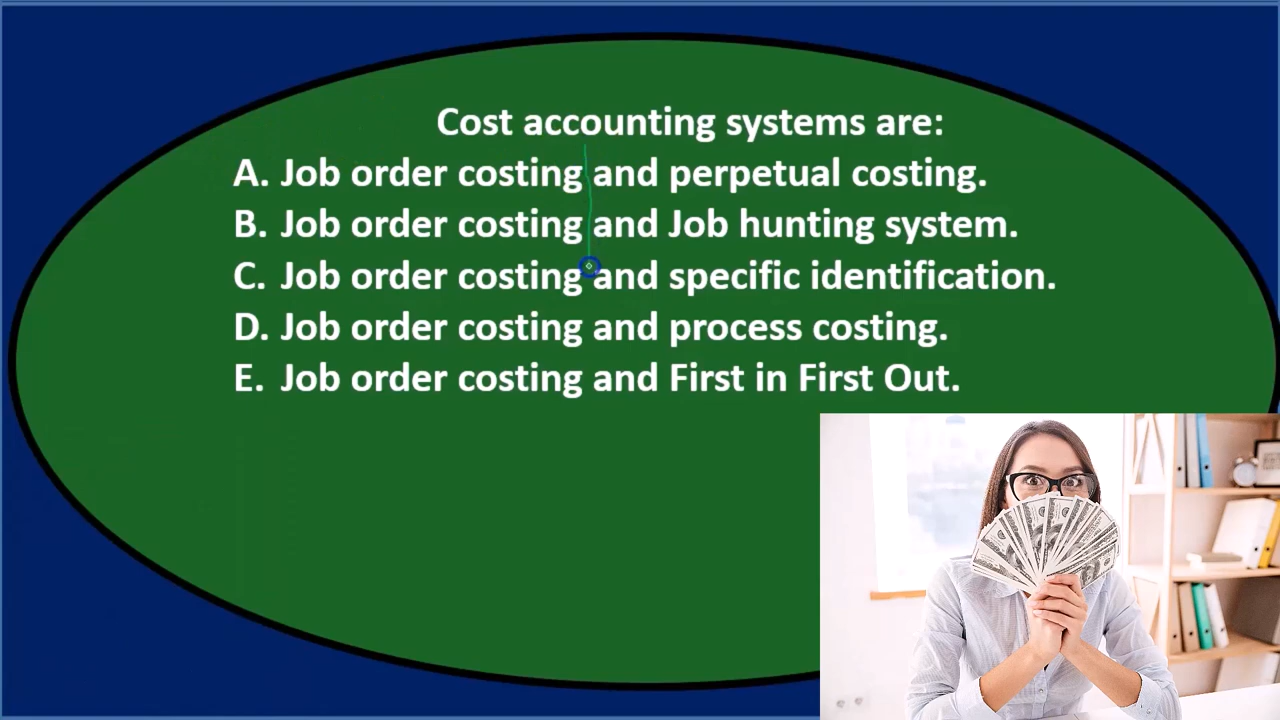 Cost accounting systems are:
A. Job order costing and perpetual costing.
B. Job order costing and Job hunting system.
C. Job order costing and specific identification.
D. Job order costing and process costing.
E. Job order costing and First in First Out.